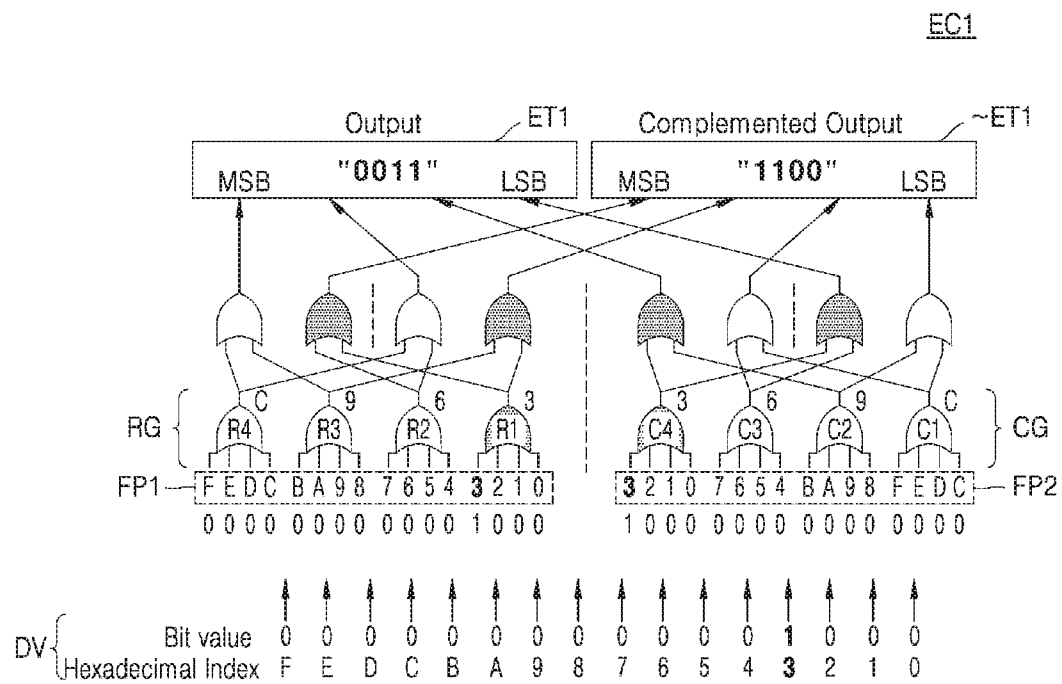 EC1
Output ET1 Complemented Output ~ET1
"0011" "1100"
MSB LSB MSB LSB
C 9 6 3 3 6 9 C
RG R4 R3 R2 R1 C4 C3 C2 C1 CG
FP1 F E D C B A 9 8 7 6 5 4 3 2 1 0 3 2 1 0 7 6 5 4 B A 9 8 F E D C FP2
0 0 0 0 0 0 0 0 0 0 0 0 1 0 0 0 1 0 0 0 0 0 0 0 0 0 0 0 0 0 0 0
DV
Bit value 0 0 0 0 0 0 0 0 0 0 0 0 1 0 0 0
Hexadecimal Index F E D C B A 9 8 7 6 5 4 3 2 1 0